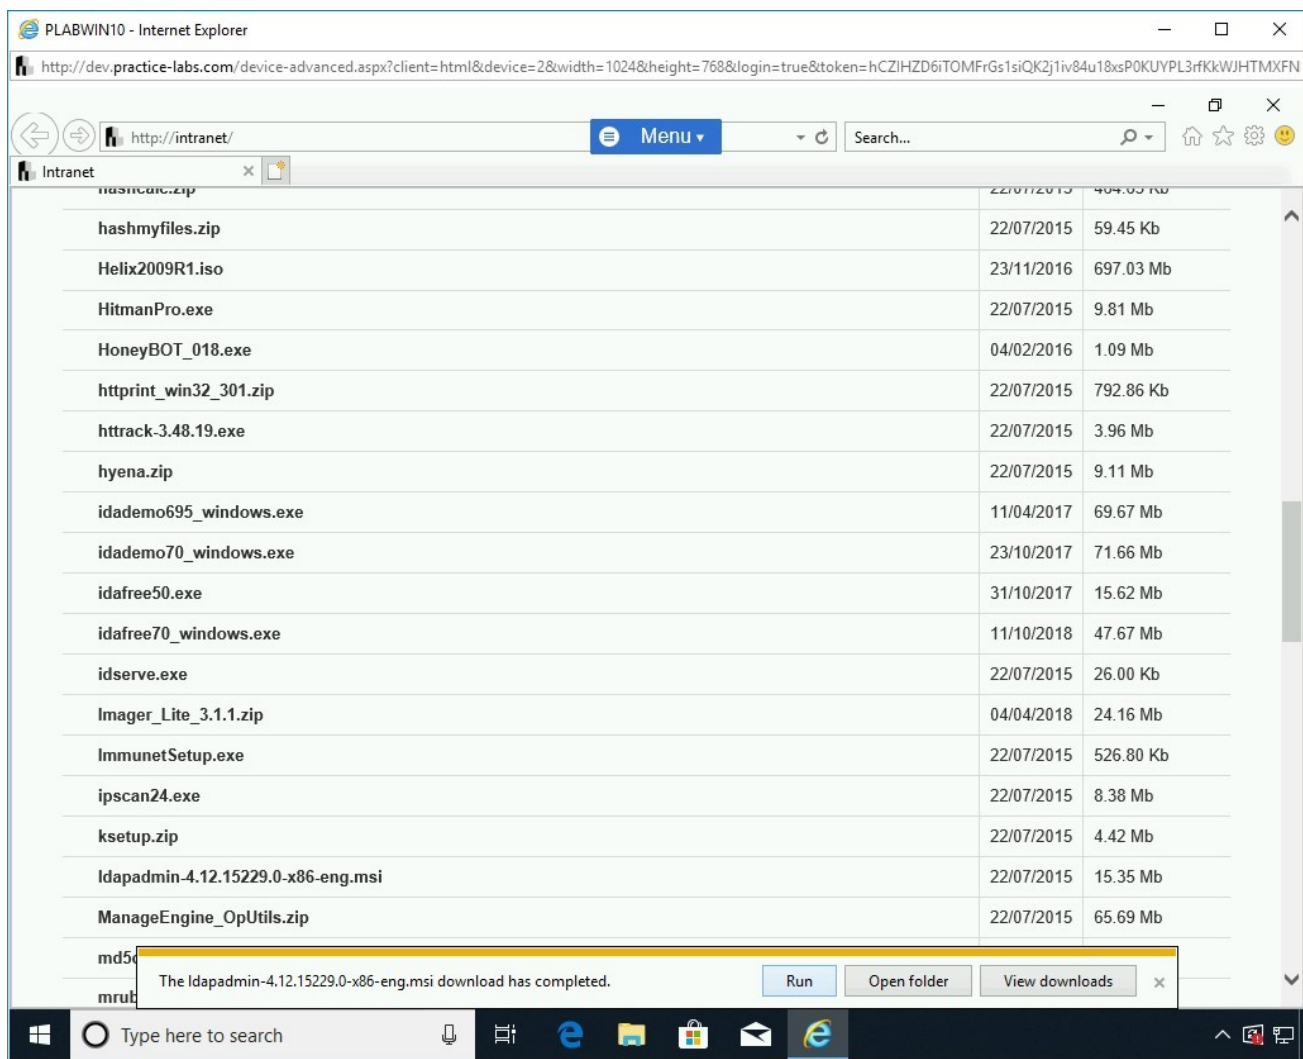 PLABWIN10 - Internet Explorer
http://dev.practice-labs.com/device-advanced.aspx?client=html&device=2&width=1024&height=768&login=true&token=hCZIHZD6iTOMFrGs1siQK2j1iv84u18xsP0KUYPL3rfKkWJHTMXFN
http://intranet/ Menu Search...
Intranet
hashcalc.zip 22/07/2015 464.65 Kb
hashmyfiles.zip 22/07/2015 59.45 Kb
Helix2009R1.iso 23/11/2016 697.03 Mb
HitmanPro.exe 22/07/2015 9.81 Mb
HoneyBOT_018.exe 04/02/2016 1.09 Mb
httprint_win32_301.zip 22/07/2015 792.86 Kb
httrack-3.48.19.exe 22/07/2015 3.96 Mb
hyena.zip 22/07/2015 9.11 Mb
idademo695_windows.exe 11/04/2017 69.67 Mb
idademo70_windows.exe 23/10/2017 71.66 Mb
idafree50.exe 31/10/2017 15.62 Mb
idafree70_windows.exe 11/10/2018 47.67 Mb
idserve.exe 22/07/2015 26.00 Kb
Imager_Lite_3.1.1.zip 04/04/2018 24.16 Mb
ImmunetSetup.exe 22/07/2015 526.80 Kb
ipscan24.exe 22/07/2015 8.38 Mb
ksetup.zip 22/07/2015 4.42 Mb
ldapadmin-4.12.15229.0-x86-eng.msi 22/07/2015 15.35 Mb
ManageEngine_OpUtils.zip 22/07/2015 65.69 Mb
The ldapadmin-4.12.15229.0-x86-eng.msi download has completed. Run Open folder View downloads
mrub
Type here to search